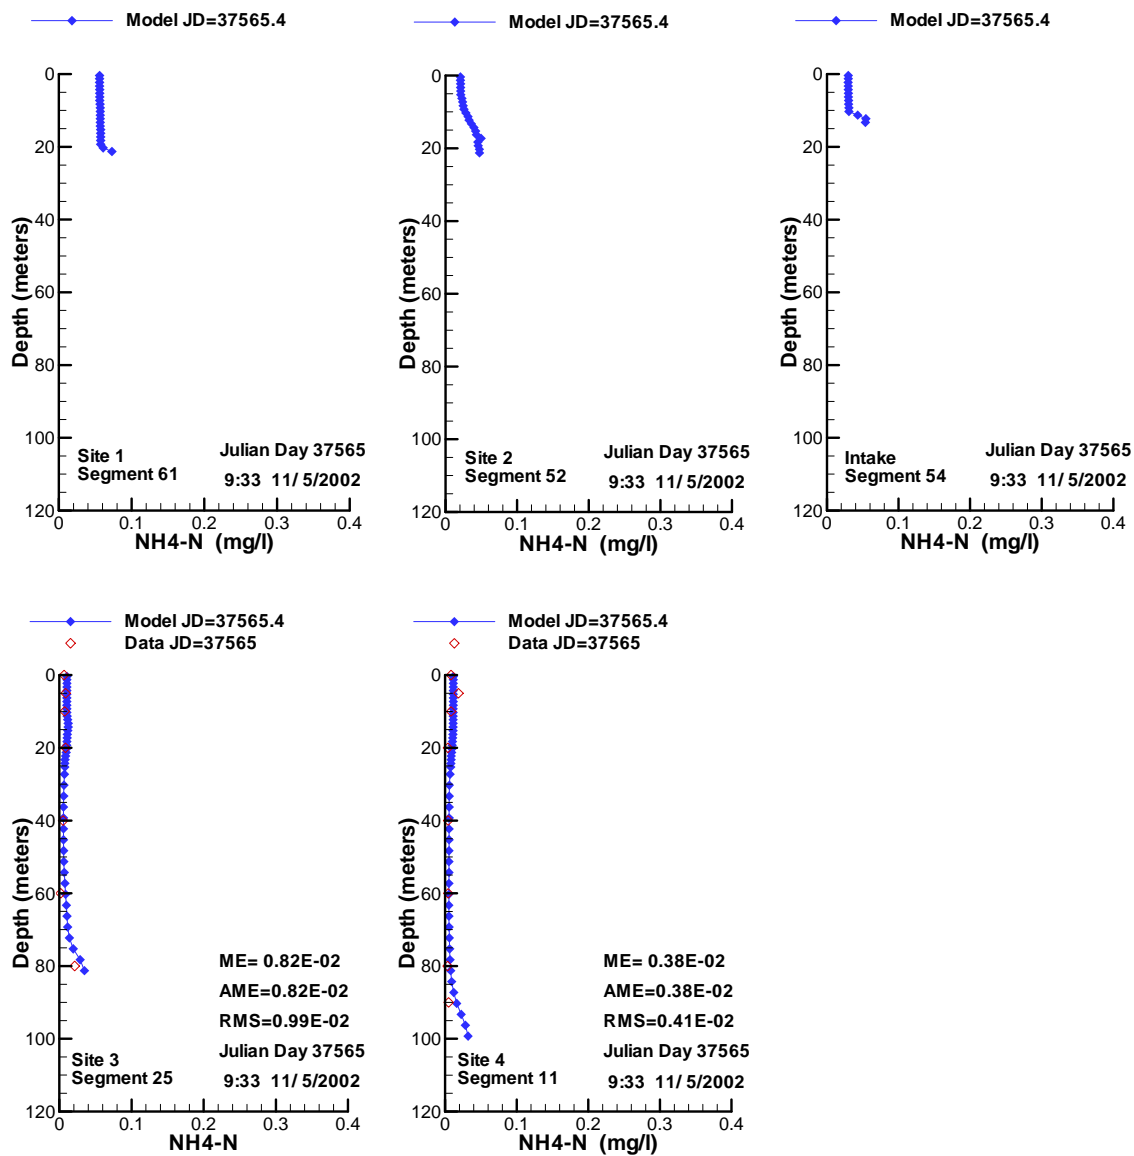 Model JD=37565.4
0
20
40
60
80
100
120
Depth (meters)
Site 1
Segment 61
Julian Day 37565
9:33 11/ 5/2002
0 0.1 0.2 0.3 0.4
NH4-N (mg/l)
Model JD=37565.4
0
20
40
60
80
100
120
Depth (meters)
Site 2
Segment 52
Julian Day 37565
9:33 11/ 5/2002
0 0.1 0.2 0.3 0.4
NH4-N (mg/l)
Model JD=37565.4
0
20
40
60
80
100
120
Depth (meters)
Intake
Segment 54
Julian Day 37565
9:33 11/ 5/2002
0 0.1 0.2 0.3 0.4
NH4-N (mg/l)
Model JD=37565.4
Data JD=37565
0
20
40
60
80
100
120
Depth (meters)
ME= 0.82E-02
AME=0.82E-02
RMS=0.99E-02
Site 3
Segment 25
Julian Day 37565
9:33 11/ 5/2002
0 0.1 0.2 0.3 0.4
NH4-N
Model JD=37565.4
Data JD=37565
0
20
40
60
80
100
120
Depth (meters)
ME= 0.38E-02
AME=0.38E-02
RMS=0.41E-02
Site 4
Segment 11
Julian Day 37565
9:33 11/ 5/2002
0 0.1 0.2 0.3 0.4
NH4-N (mg/l)